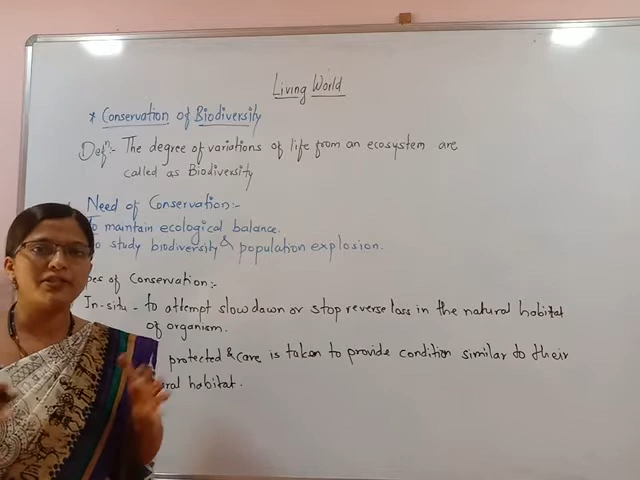 Living World
* Conservation of Biodiversity
Defⁿ:- The degree of variations of life from an ecosystem are
called as Biodiversity
Need of Conservation:-
To maintain ecological balance.
To study biodiversity & population explosion.
pes of Conservation:-
In-situ - to attempt slow down or stop reverse loss in the natural habitat
of organism.
protected & care is taken to provide condition similar to their
ral habitat.